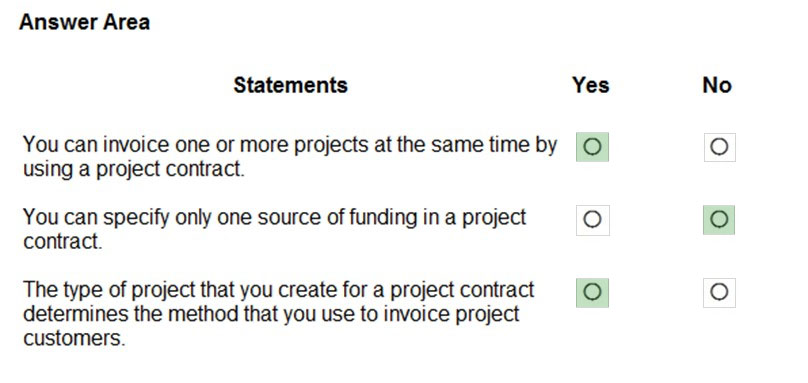 Answer Area
Statements Yes No
You can invoice one or more projects at the same time by
using a project contract.
You can specify only one source of funding in a project
contract.
The type of project that you create for a project contract
determines the method that you use to invoice project
customers.